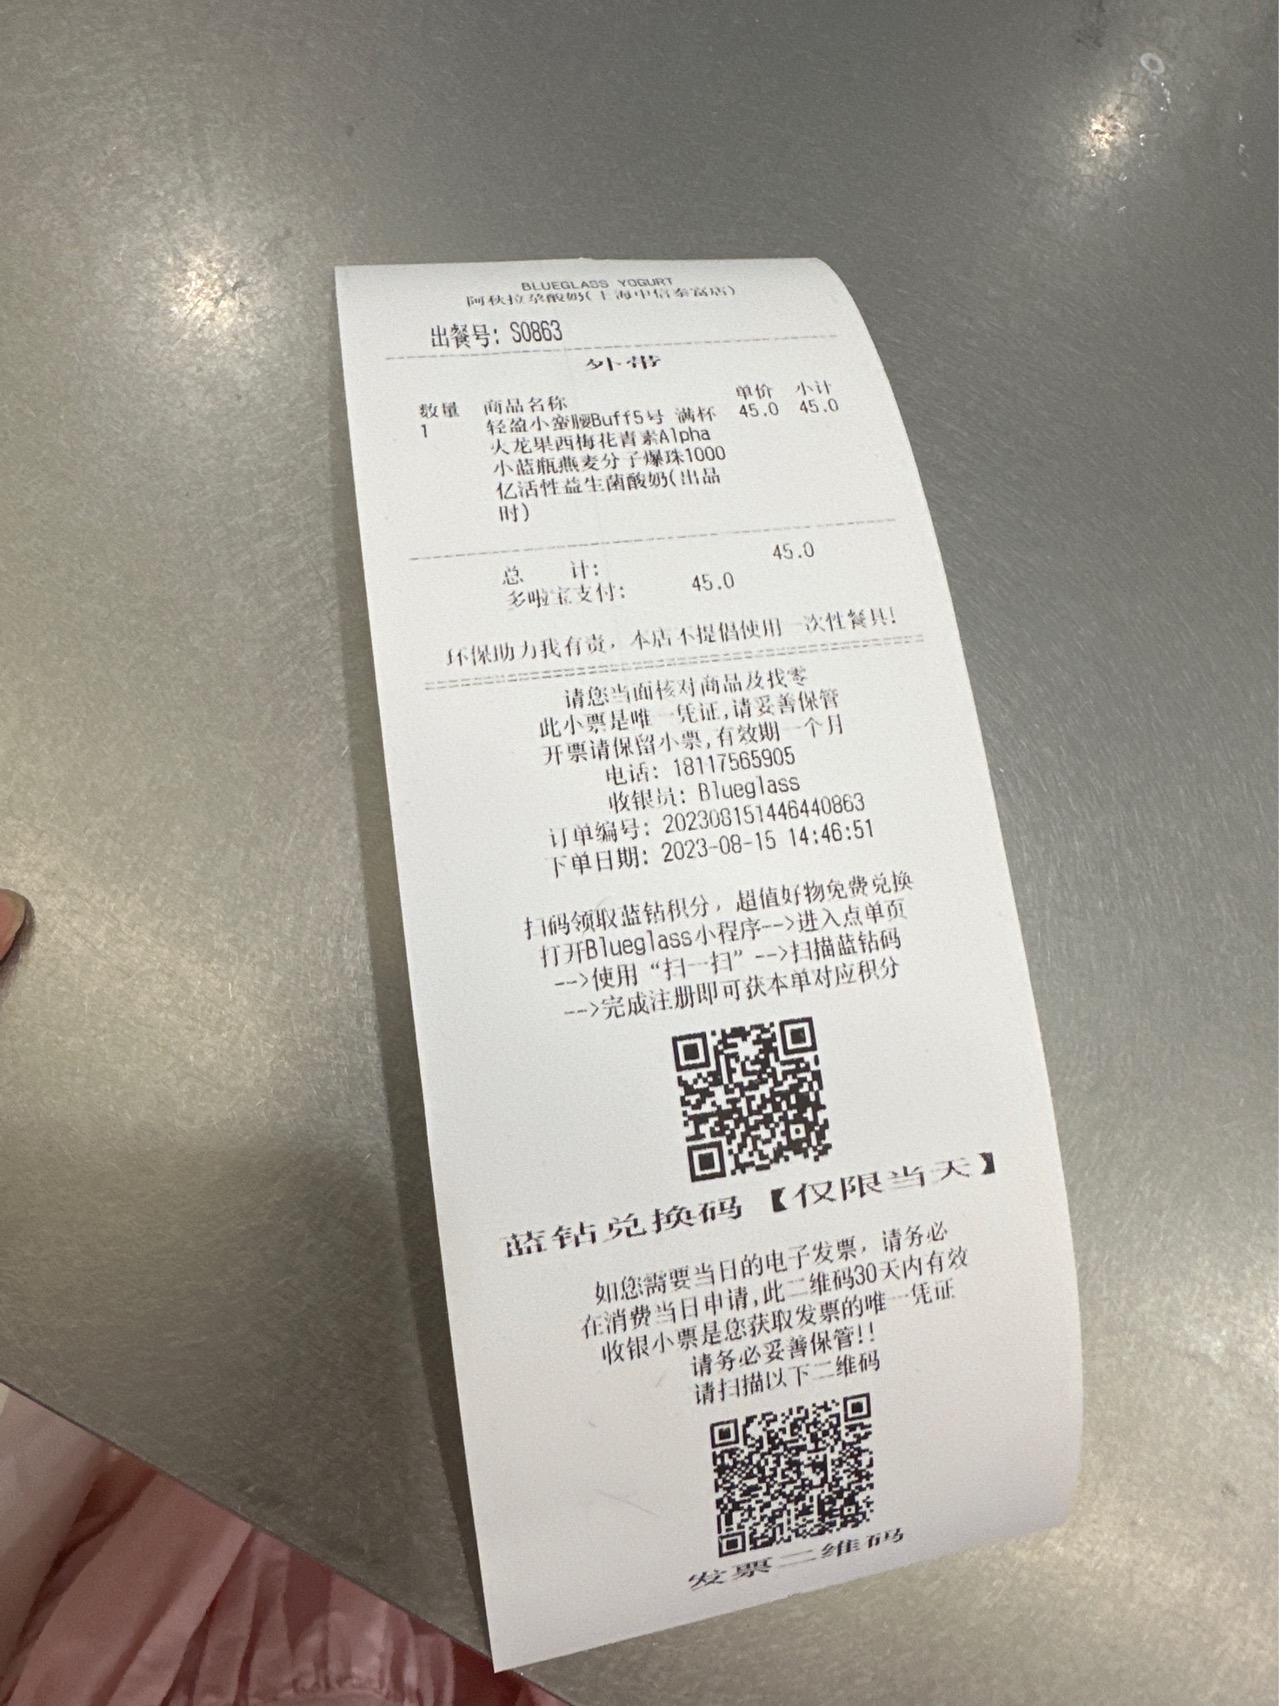 BLUEGLASS YOGURT
阿秋拉尕酸奶(上海中信泰富店)
出餐号: S0863
外带
数量 商品名称 单价 小计
1 轻盈小蛮腰Buff5号 满杯 45.0 45.0
火龙果西梅花青素Alpha
小蓝瓶燕麦分子爆珠1000
亿活性益生菌酸奶(出品
时)
总 计: 45.0
多啦宝支付: 45.0
环保助力我有责，本店不提倡使用一次性餐具!
请您当面核对商品及找零
此小票是唯一凭证,请妥善保管
开票请保留小票,有效期一个月
电话: 18117565905
收银员: Blueglass
订单编号: 202308151446440863
下单日期: 2023-08-15 14:46:51
扫码领取蓝钻积分，超值好物免费兑换
打开Blueglass小程序-->进入点单页
-->使用“扫一扫”-->扫描蓝钻码
-->完成注册即可获本单对应积分
蓝钻兑换码【仅限当天】
如您需要当日的电子发票，请务必
在消费当日申请,此二维码30天内有效
收银小票是您获取发票的唯一凭证
请务必妥善保管!!
请扫描以下二维码
发票二维码